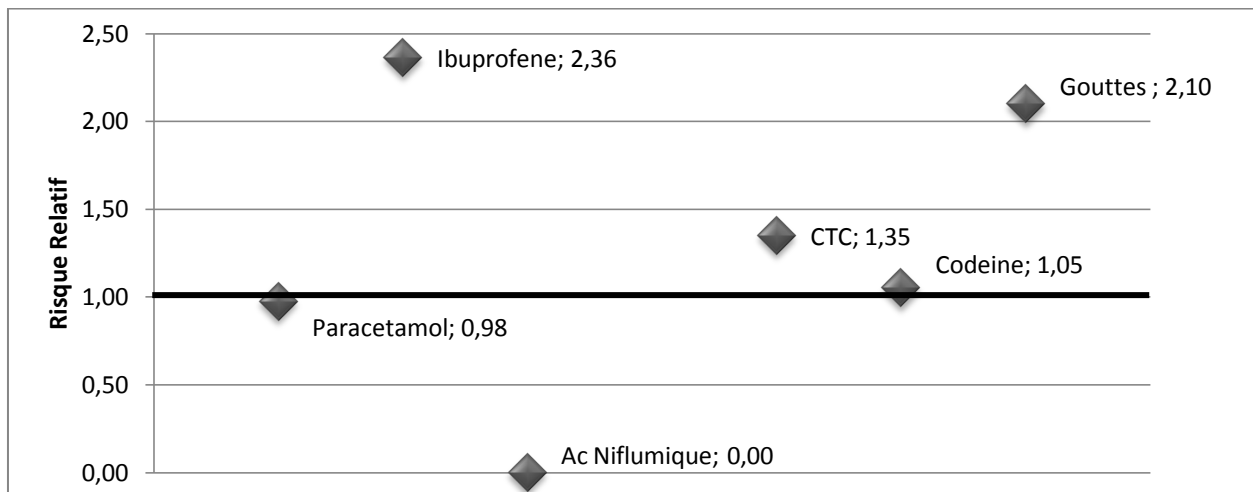 2,50
2,00
1,50
1,00
0,50
0,00
Risque Relatif
Ibuprofene; 2,36
Gouttes ; 2,10
CTC; 1,35
Codeine; 1,05
Paracetamol; 0,98
Ac Niflumique; 0,00